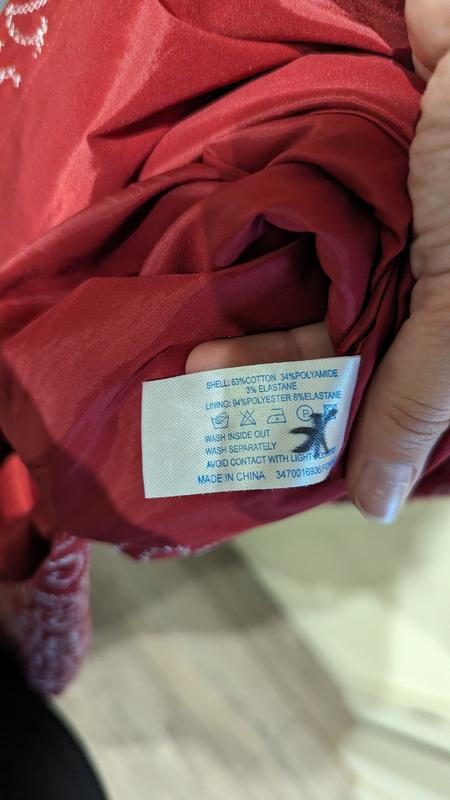 SHELL: 63%COTTON 34%POLYAMIDE
3% ELASTANE
LINING: 94%POLYESTER 6%ELASTANE
P
WASH INSIDE OUT
WASH SEPARATELY
AVOID CONTACT WITH LIGHT
MADE IN CHINA